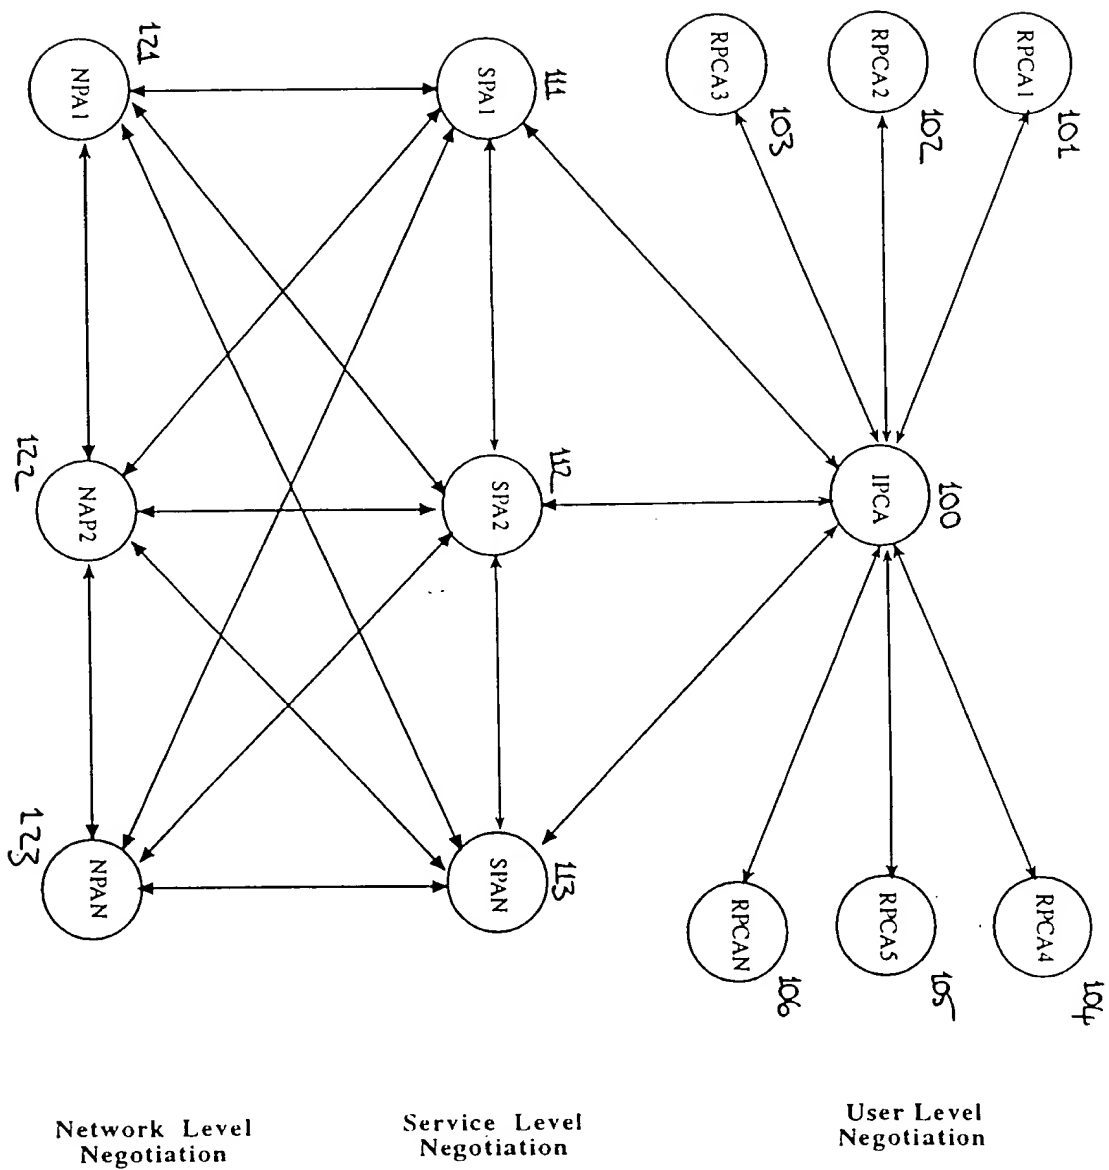 RPCA1
101
RPCA2
102
RPCA3
103
IPCA
100
RPCA4
104
RPCA5
105
RPCAN
106
SPA1
111
SPA2
112
SPAN
113
NPA1
121
NAP2
122
NPAN
123
User Level
Negotiation
Service Level
Negotiation
Network Level
Negotiation